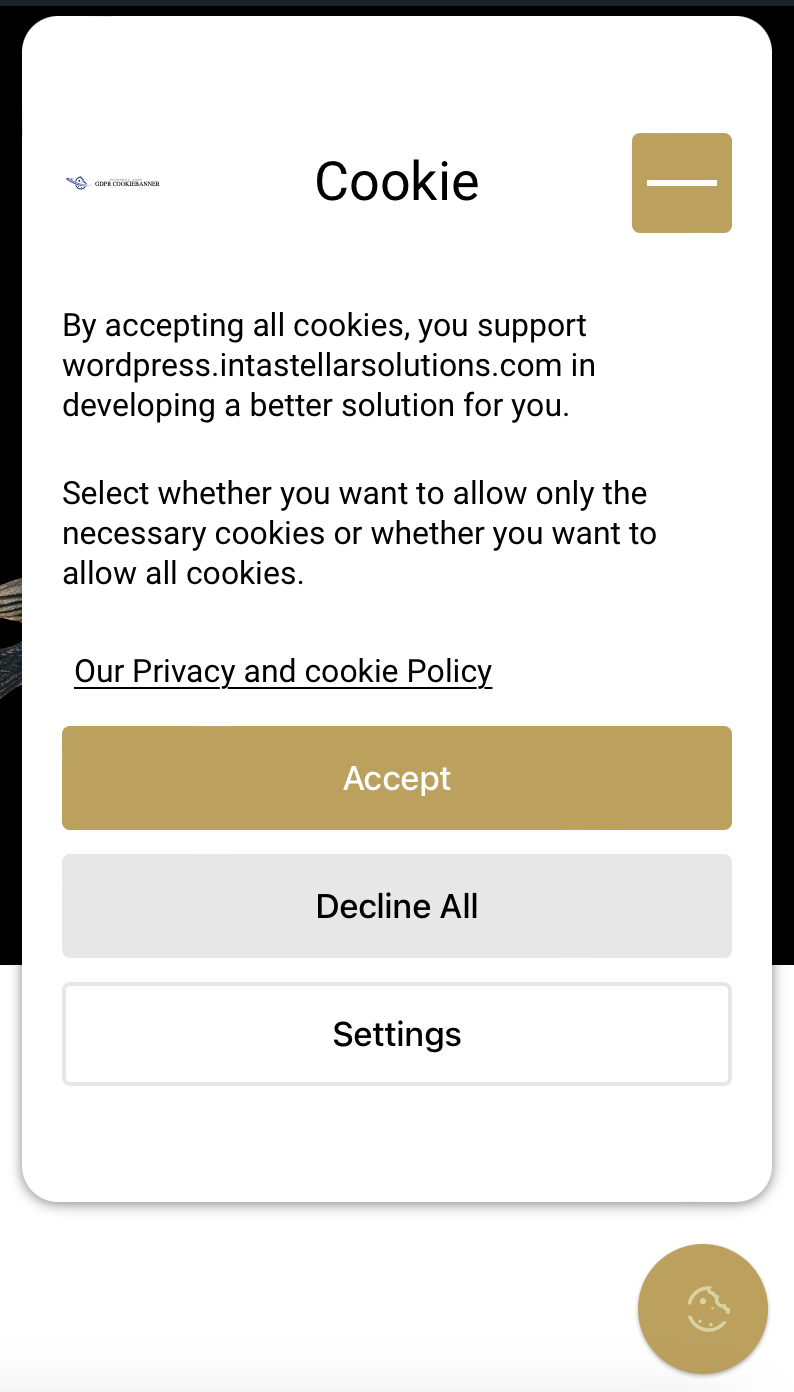 GDPR COOKIEBANNER
Cookie
By accepting all cookies, you support
wordpress.intastellarsolutions.com in
developing a better solution for you.
Select whether you want to allow only the
necessary cookies or whether you want to
allow all cookies.
Our Privacy and cookie Policy
Accept
Decline All
Settings